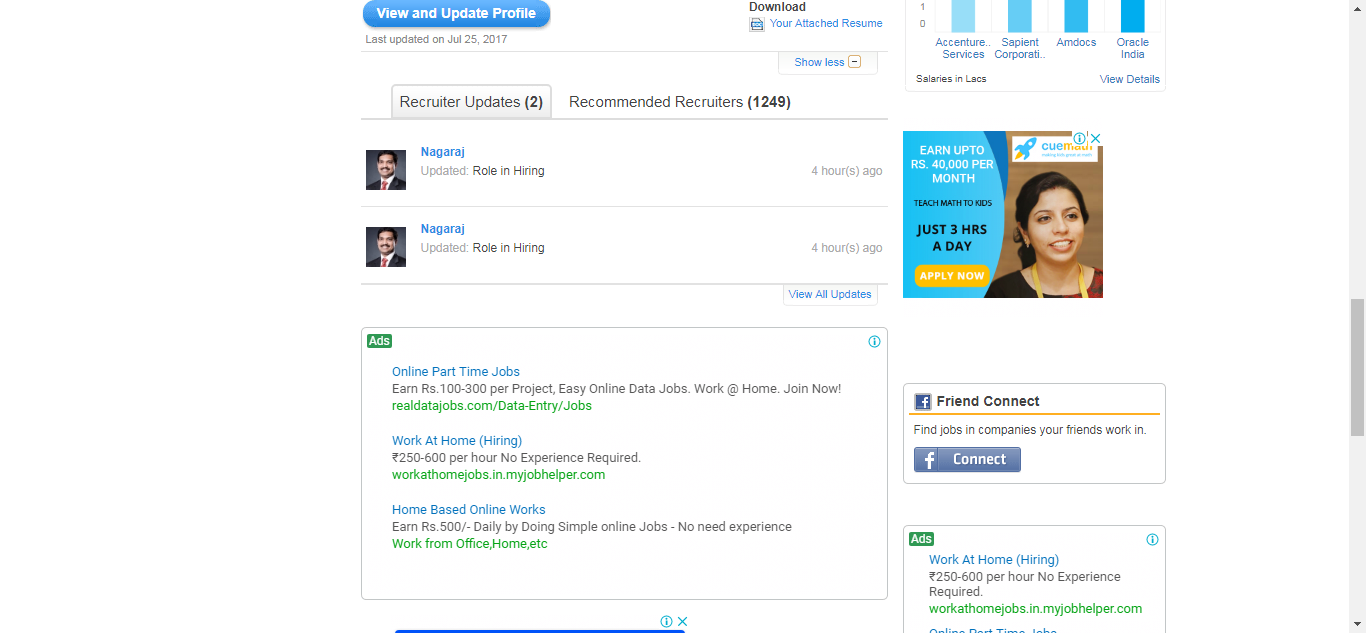 View and Update Profile
Last updated on Jul 25, 2017
Download
Your Attached Resume
Show less
Recruiter Updates (2)
Recommended Recruiters (1249)
Nagaraj
Updated: Role in Hiring
4 hour(s) ago
Nagaraj
Updated: Role in Hiring
4 hour(s) ago
View All Updates
Ads
Online Part Time Jobs
Earn Rs.100-300 per Project, Easy Online Data Jobs. Work @ Home. Join Now!
realdatajobs.com/Data-Entry/Jobs
Work At Home (Hiring)
₹250-600 per hour No Experience Required.
workathomejobs.in.myjobhelper.com
Home Based Online Works
Earn Rs.500/- Daily by Doing Simple online Jobs - No need experience
Work from Office,Home,etc
1
0
Accenture.. Services
Sapient Corporati..
Amdocs
Oracle India
Salaries in Lacs
View Details
EARN UPTO
RS. 40,000 PER
MONTH
TEACH MATH TO KIDS
JUST 3 HRS
A DAY
APPLY NOW
cuemath
Friend Connect
Find jobs in companies your friends work in.
Connect
Ads
Work At Home (Hiring)
₹250-600 per hour No Experience
Required.
workathomejobs.in.myjobhelper.com
Online Part Time Jobs